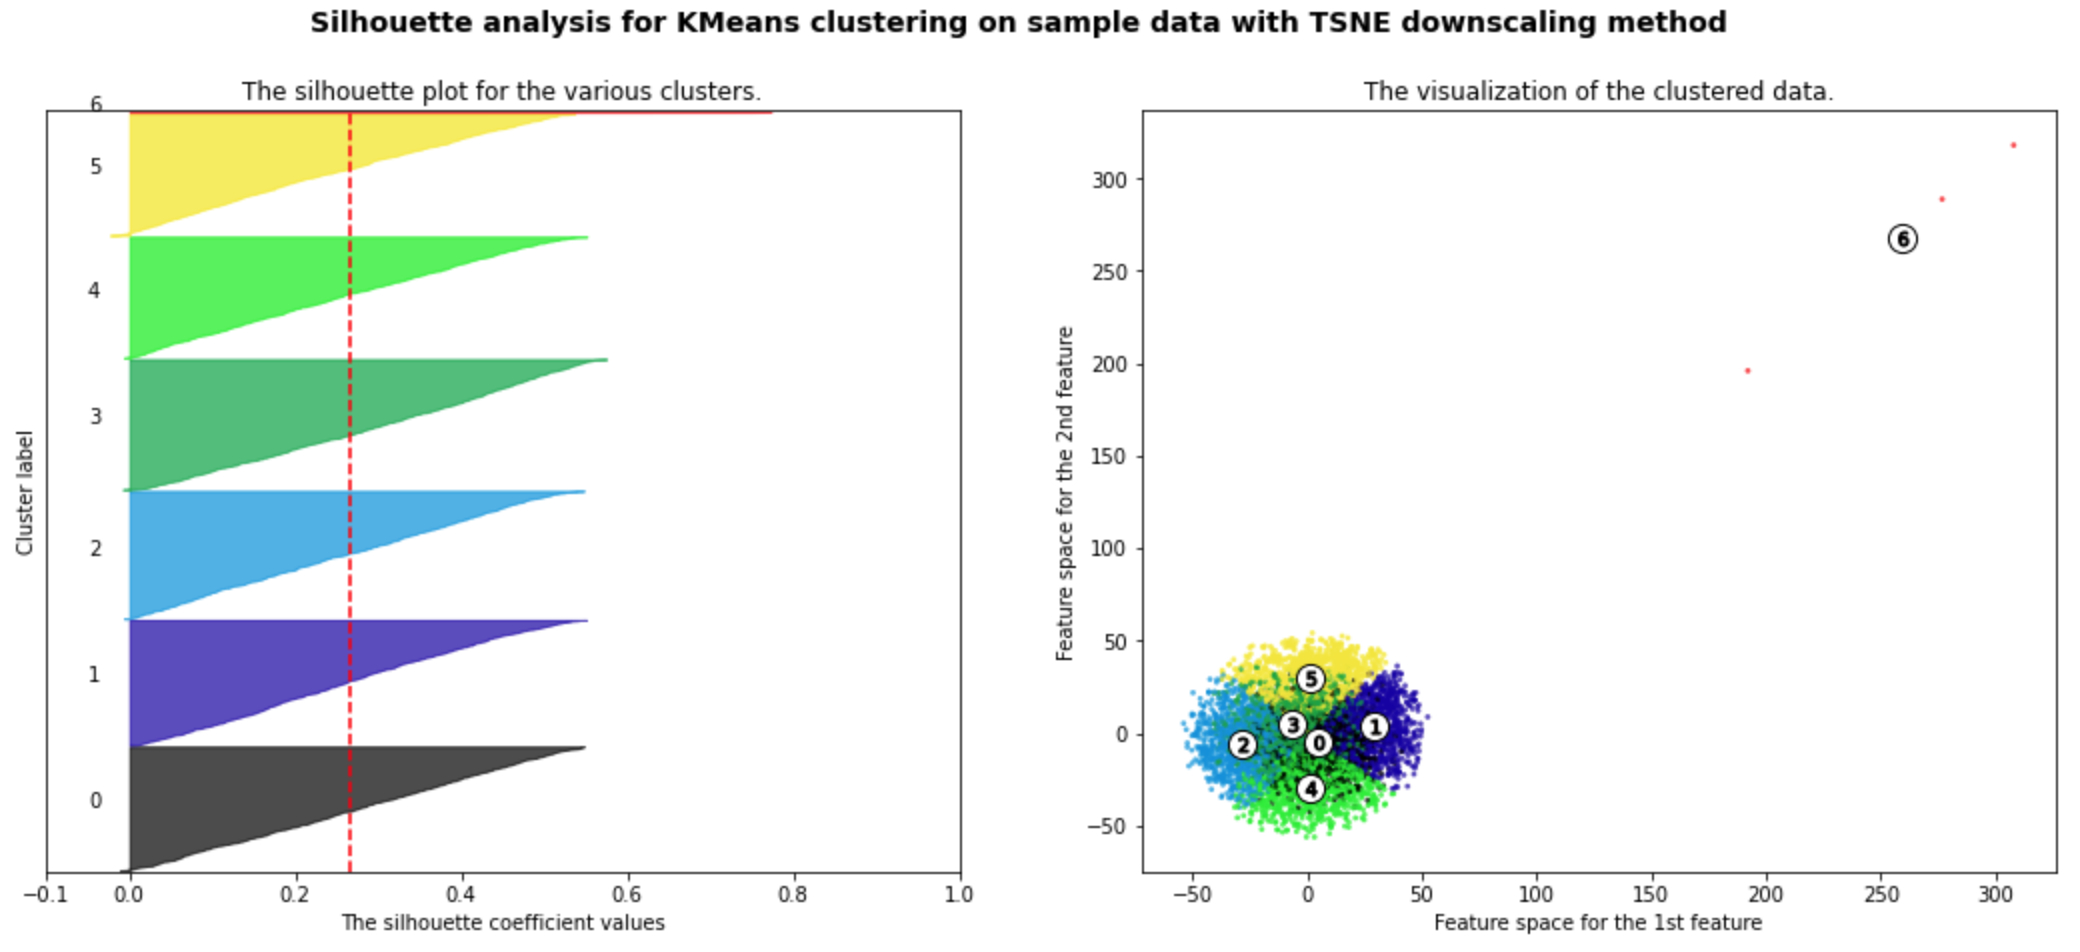 Silhouette analysis for KMeans clustering on sample data with TSNE downscaling method
The silhouette plot for the various clusters.
6
5
4
3
2
1
0
Cluster label
−0.1 0.0 0.2 0.4 0.6 0.8 1.0
The silhouette coefficient values
The visualization of the clustered data.
300
250
200
150
100
50
0
−50
Feature space for the 2nd feature
6
5
3
1
0
2
4
−50 0 50 100 150 200 250 300
Feature space for the 1st feature